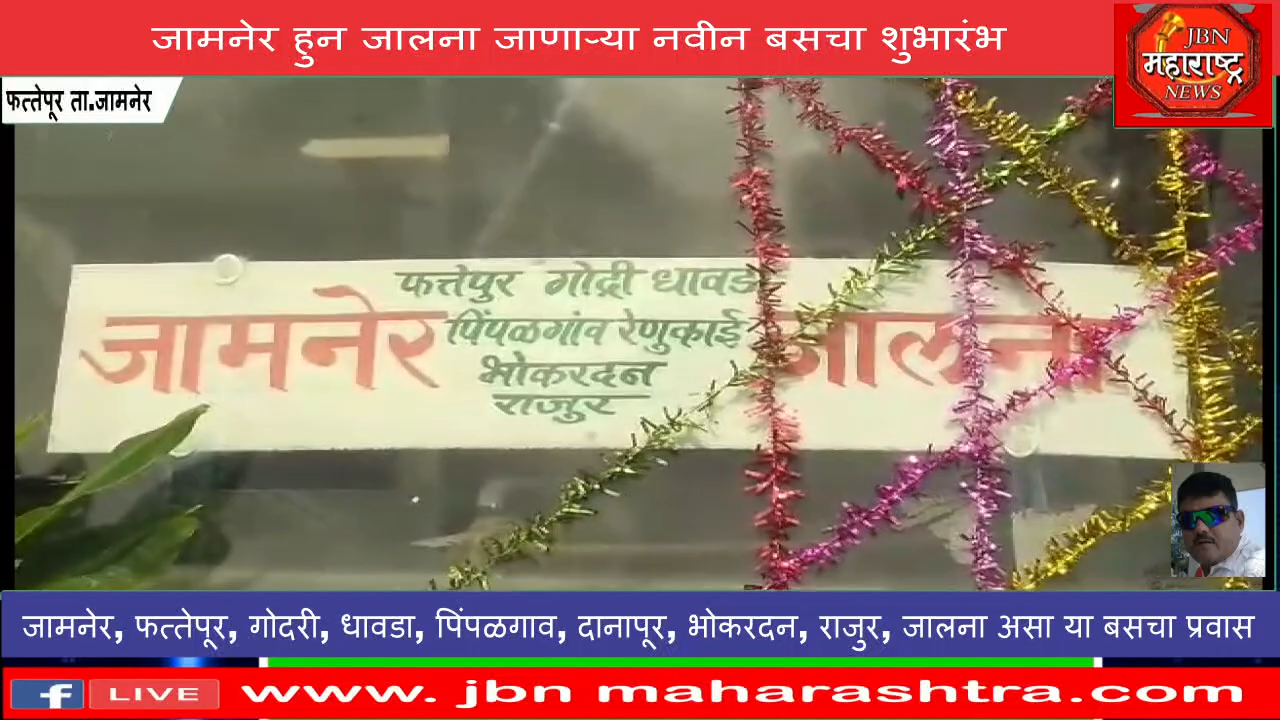 जामनेर हुन जालना जाणाऱ्या नवीन बसचा शुभारंभ
JBN
महाराष्ट्र
NEWS
फत्तेपूर ता.जामनेर
फत्तेपुर गोद्री धावडा
जामनेर पिंपळगांव रेणुकाई जालना
भोकरदन
राजुर
जामनेर, फत्तेपूर, गोदरी, धावडा, पिंपळगाव, दानापूर, भोकरदन, राजुर, जालना असा या बसचा प्रवास
f LIVE www. jbn maharashtra.com